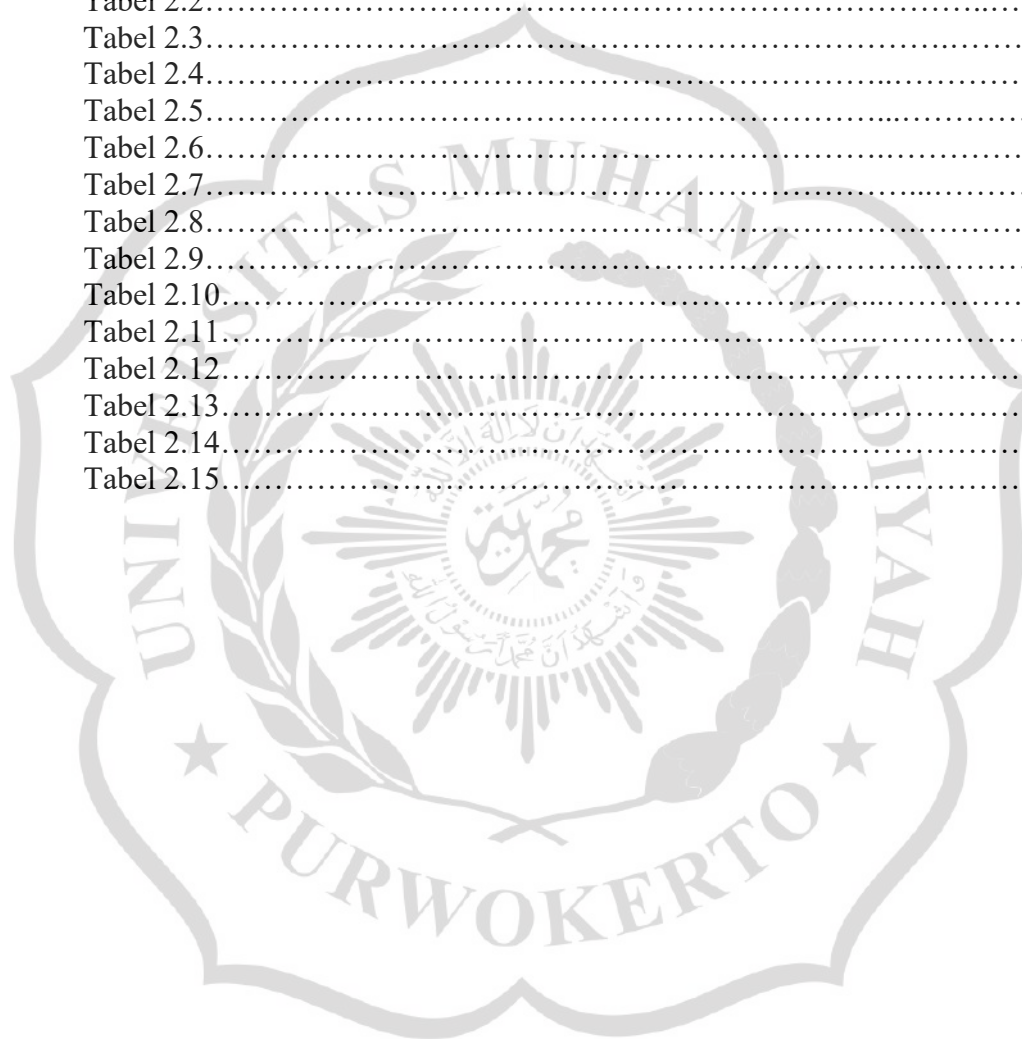 Tabel 2.2……………………………………………………………..…
Tabel 2.3………………………………………………………….……
Tabel 2.4……………………………………………………..…………
Tabel 2.5……………………………………………………...…………
Tabel 2.6…………………………………………………….…………
Tabel 2.7………………………………………………………...………
Tabel 2.8……………………………………………………….………
Tabel 2.9………………………………………………………..………
Tabel 2.10…………………………………………………...…………
Tabel 2.11…………………………………………………..…………
Tabel 2.12………………………………………………………………
Tabel 2.13………………………………………………………………
Tabel 2.14………………………………………………………………
Tabel 2.15………………………………………………………………
UNIVERSITAS MUHAMMADIYAH
PURWOKERTO